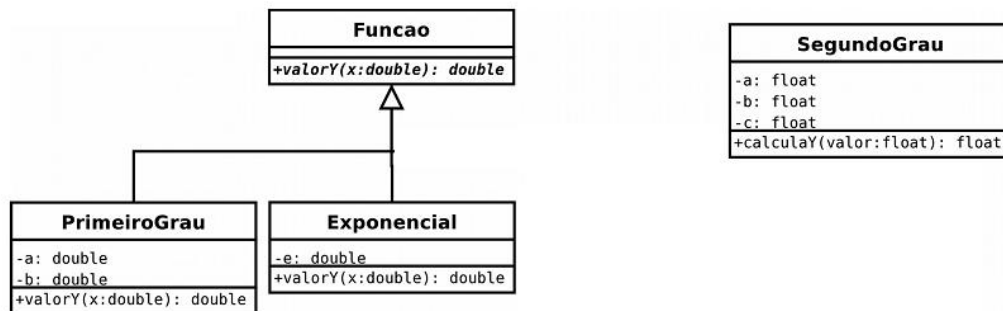 Funcao
+valorY(x:double): double
SegundoGrau
-a: float
-b: float
-c: float
+calculaY(valor:float): float
PrimeiroGrau
-a: double
-b: double
+valorY(x:double): double
Exponencial
-e: double
+valorY(x:double): double